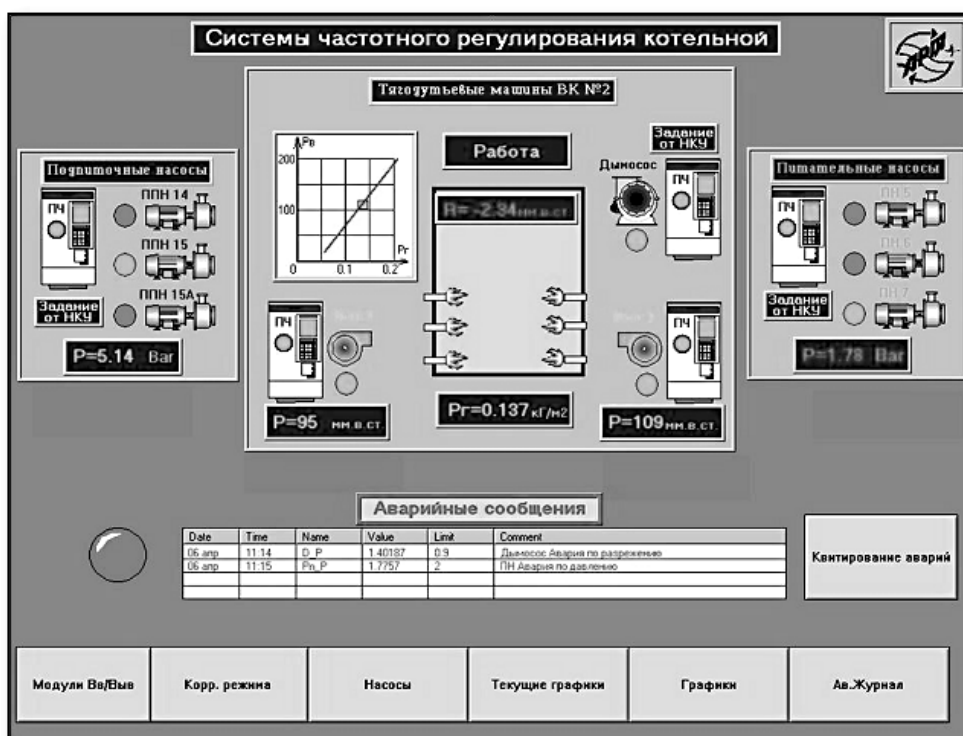 Системы частотного регулирования котельной
АРШ
Тягодутьевые машины ВК №2
Подпиточные насосы
ПЧ
ППН 14
ППН 15
ППН 15А
Задание от НКУ
P=5.14 Bar
Pв
200
100
0
0.1
0.2
Pг
Работа
R= -2.34 мм.в.ст
Дымосос
Задание от НКУ
ПЧ
ПЧ
P=95 мм.в.ст.
Pг=0.137 кГ/м2
ПЧ
P=109 мм.в.ст.
Питательные насосы
ПЧ
ПН 5
ПН 6
ПН 7
Задание от НКУ
P=1.78 Bar
Аварийные сообщения
Date Time Name Value Limit Comment
06 апр 11:14 D_P 1.40187 0.9 Дымосос Авария по разрежению
06 апр 11:15 Pn_P 1.7757 2 ПН Авария по давлению
Квитирование аварий
Модули Вв/Выв
Корр. режима
Насосы
Текущие графики
Графики
Ав.Журнал